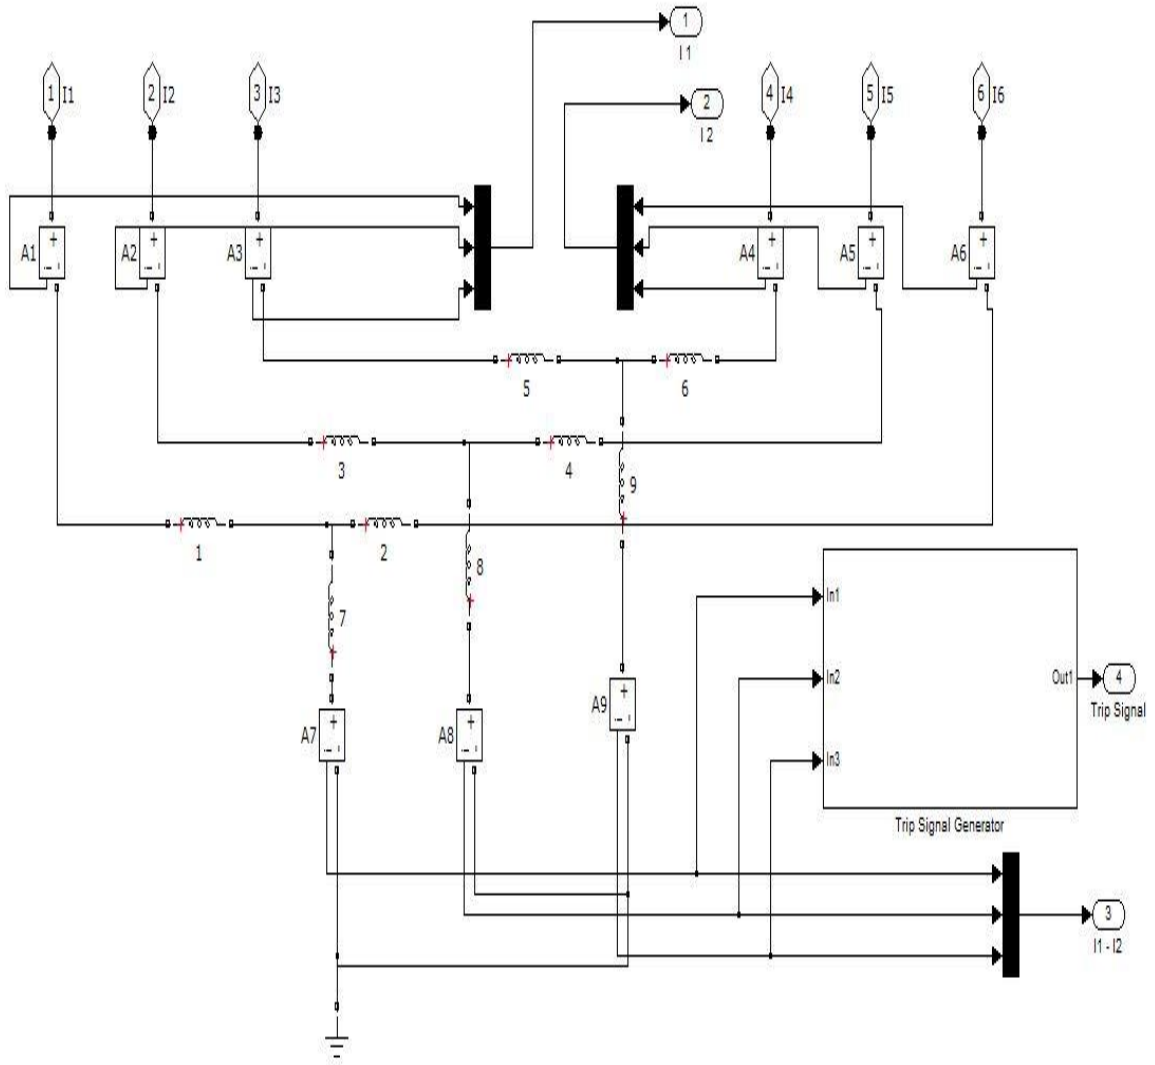 1
I 1
2
I 2
1 I1
2 I2
3 I3
4 I4
5 I5
6 I6
A1
A2
A3
A4
A5
A6
+
+
+
+
+
+
5
6
3
4
9
1
2
8
7
In1
In2
In3
Out1
4
Trip Signal
Trip Signal Generator
A7
A8
A9
+
+
+
3
I1 - I2